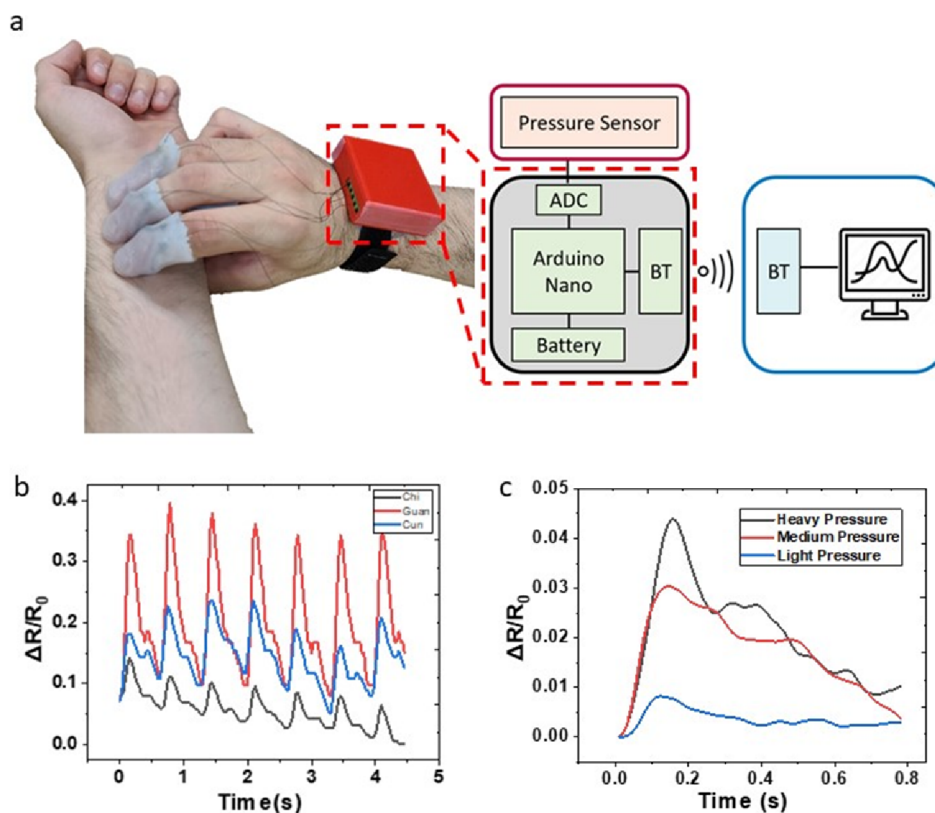 a
Pressure Sensor
ADC
Arduino
Nano
BT
Battery
BT
b
ΔR/R0
0.4
0.3
0.2
0.1
0.0
Chi
Guan
Cun
0
1
2
3
4
5
Time(s)
c
ΔR/R0
0.05
0.04
0.03
0.02
0.01
0.00
Heavy Pressure
Medium Pressure
Light Pressure
0.0
0.2
0.4
0.6
0.8
Time (s)